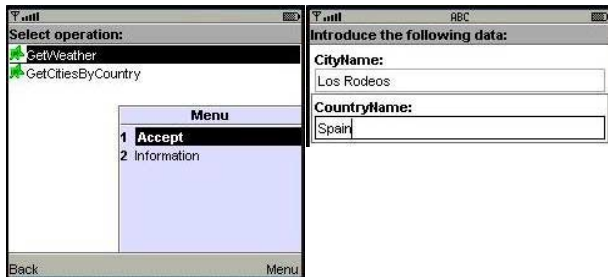 Select operation:
GetWeather
GetCitiesByCountry
Menu
1 Accept
2 Information
Back Menu
ABC
Introduce the following data:
CityName:
Los Rodeos
CountryName:
Spain